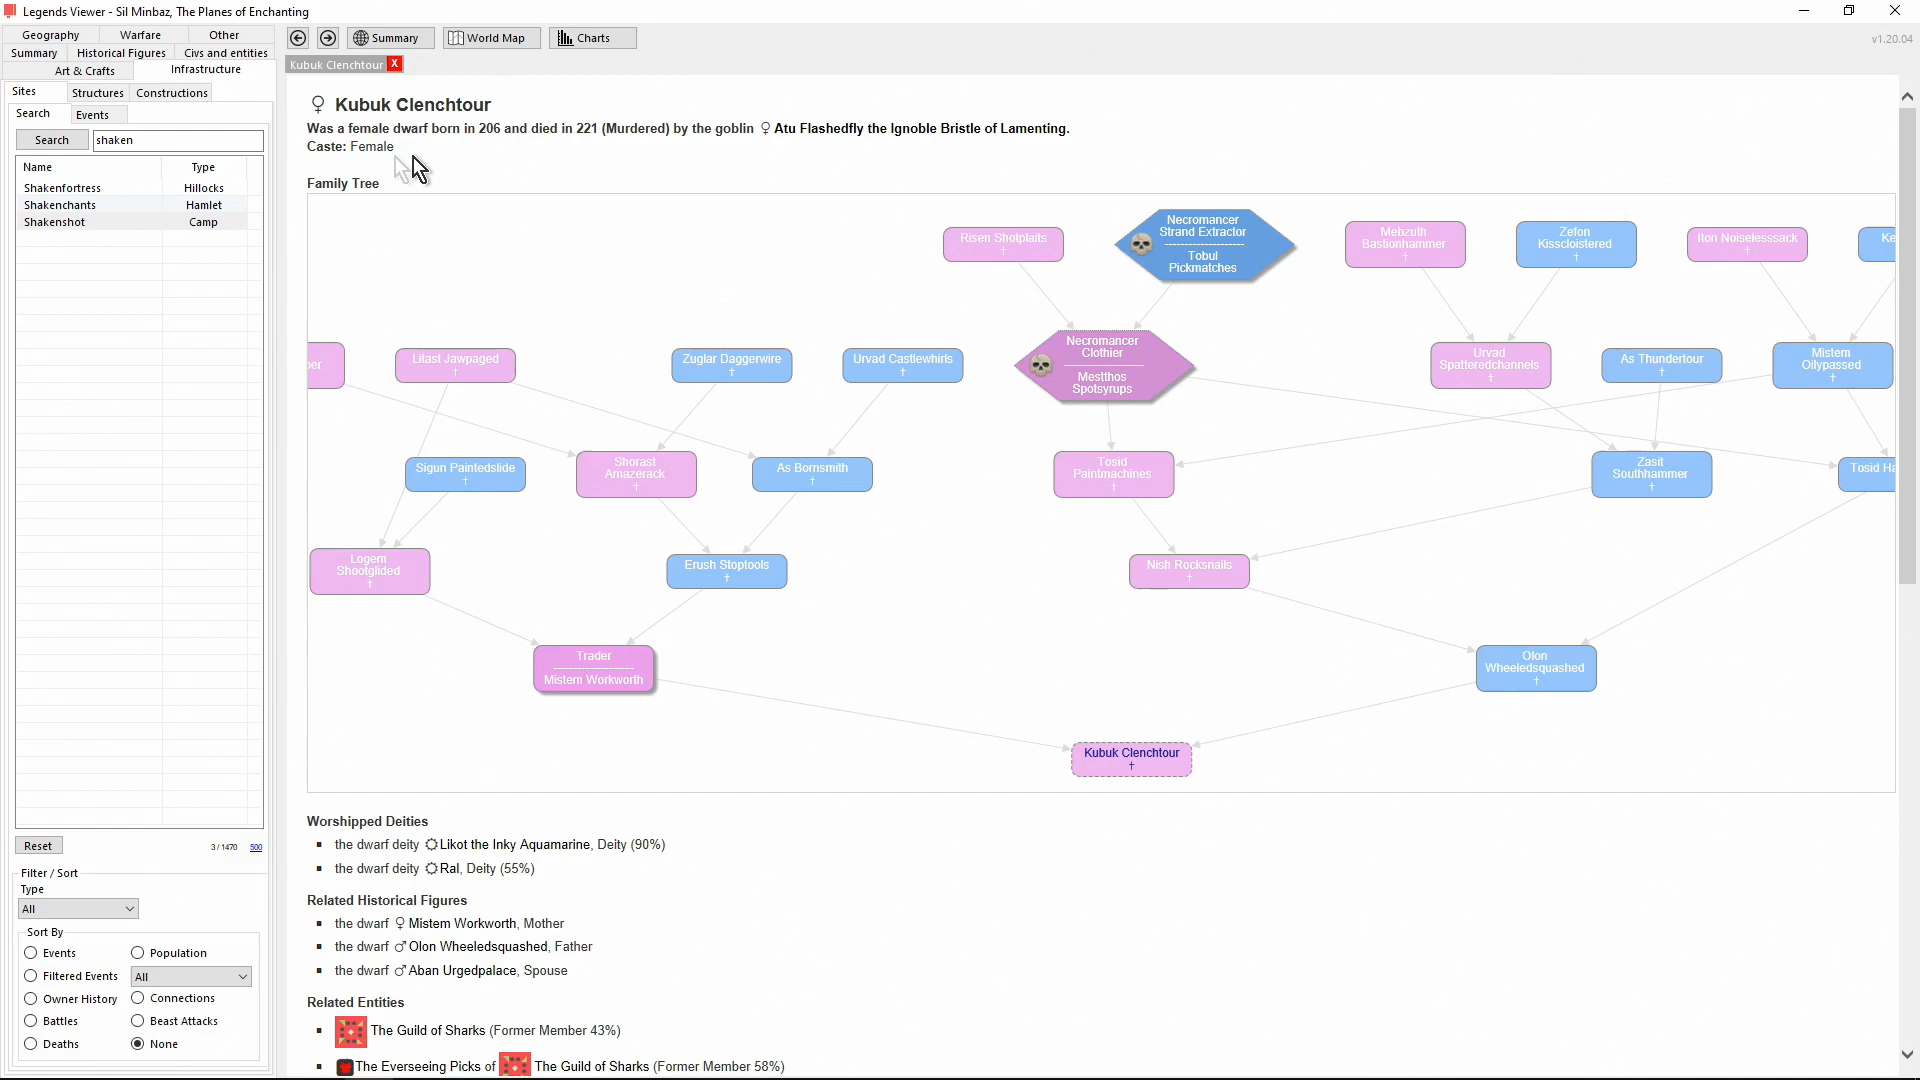 Legends Viewer - Sil Minbaz, The Planes of Enchanting
Geography Warfare Other
Summary Historical Figures Civs and entities
Art & Crafts Infrastructure
Sites Structures Constructions
Search Events
Search shaken
Name Type
Shakenfortress Hillocks
Shakenchants Hamlet
Shakenshot Camp
Reset 3 / 1470 500
Filter / Sort
Type
All
Sort By
Events Population
Filtered Events All
Owner History Connections
Battles Beast Attacks
Deaths None
Summary World Map Charts
v1.20.04
Kubuk Clenchtour X
♀ Kubuk Clenchtour
Was a female dwarf born in 206 and died in 221 (Murdered) by the goblin ♀ Atu Flashedfly the Ignoble Bristle of Lamenting.
Caste: Female
Family Tree
Risen Shotplaits
†
Necromancer
Strand Extractor
----------------------
Tobul
Pickmatches
Mebzuth
Bastionhammer
†
Zefon
Kisscloistered
†
Iton Noiselesssack
†
Ke
ber
Litast Jawpaged
†
Zuglar Daggerwire
†
Urvad Castlewhirls
†
Necromancer
Clothier
----------------------
Mestthos
Spotsyrups
Urvad
Spatteredchannels
†
As Thundertour
†
Mistem
Oilypassed
†
Sigun Paintedslide
†
Shorast
Amazerack
†
As Bornsmith
†
Tosid
Paintmachines
†
Zasit
Southhammer
†
Tosid Ha
Logem
Shootglided
†
Erush Stoptools
†
Nish Rocksnails
†
Trader
----------------------
Mistem Workworth
Olon
Wheeledsquashed
†
Kubuk Clenchtour
†
Worshipped Deities
the dwarf deity Likot the Inky Aquamarine, Deity (90%)
the dwarf deity Ral, Deity (55%)
Related Historical Figures
the dwarf ♀ Mistem Workworth, Mother
the dwarf ♂ Olon Wheeledsquashed, Father
the dwarf ♂ Aban Urgedpalace, Spouse
Related Entities
The Guild of Sharks (Former Member 43%)
The Everseeing Picks of The Guild of Sharks (Former Member 58%)